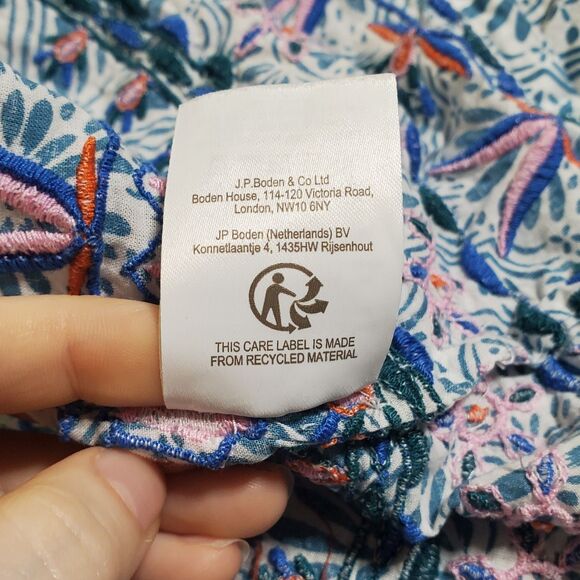 J.P.Boden & Co Ltd
Boden House, 114-120 Victoria Road,
London, NW10 6NY
JP Boden (Netherlands) BV
Konnetlaantje 4, 1435HW Rijsenhout
THIS CARE LABEL IS MADE
FROM RECYCLED MATERIAL